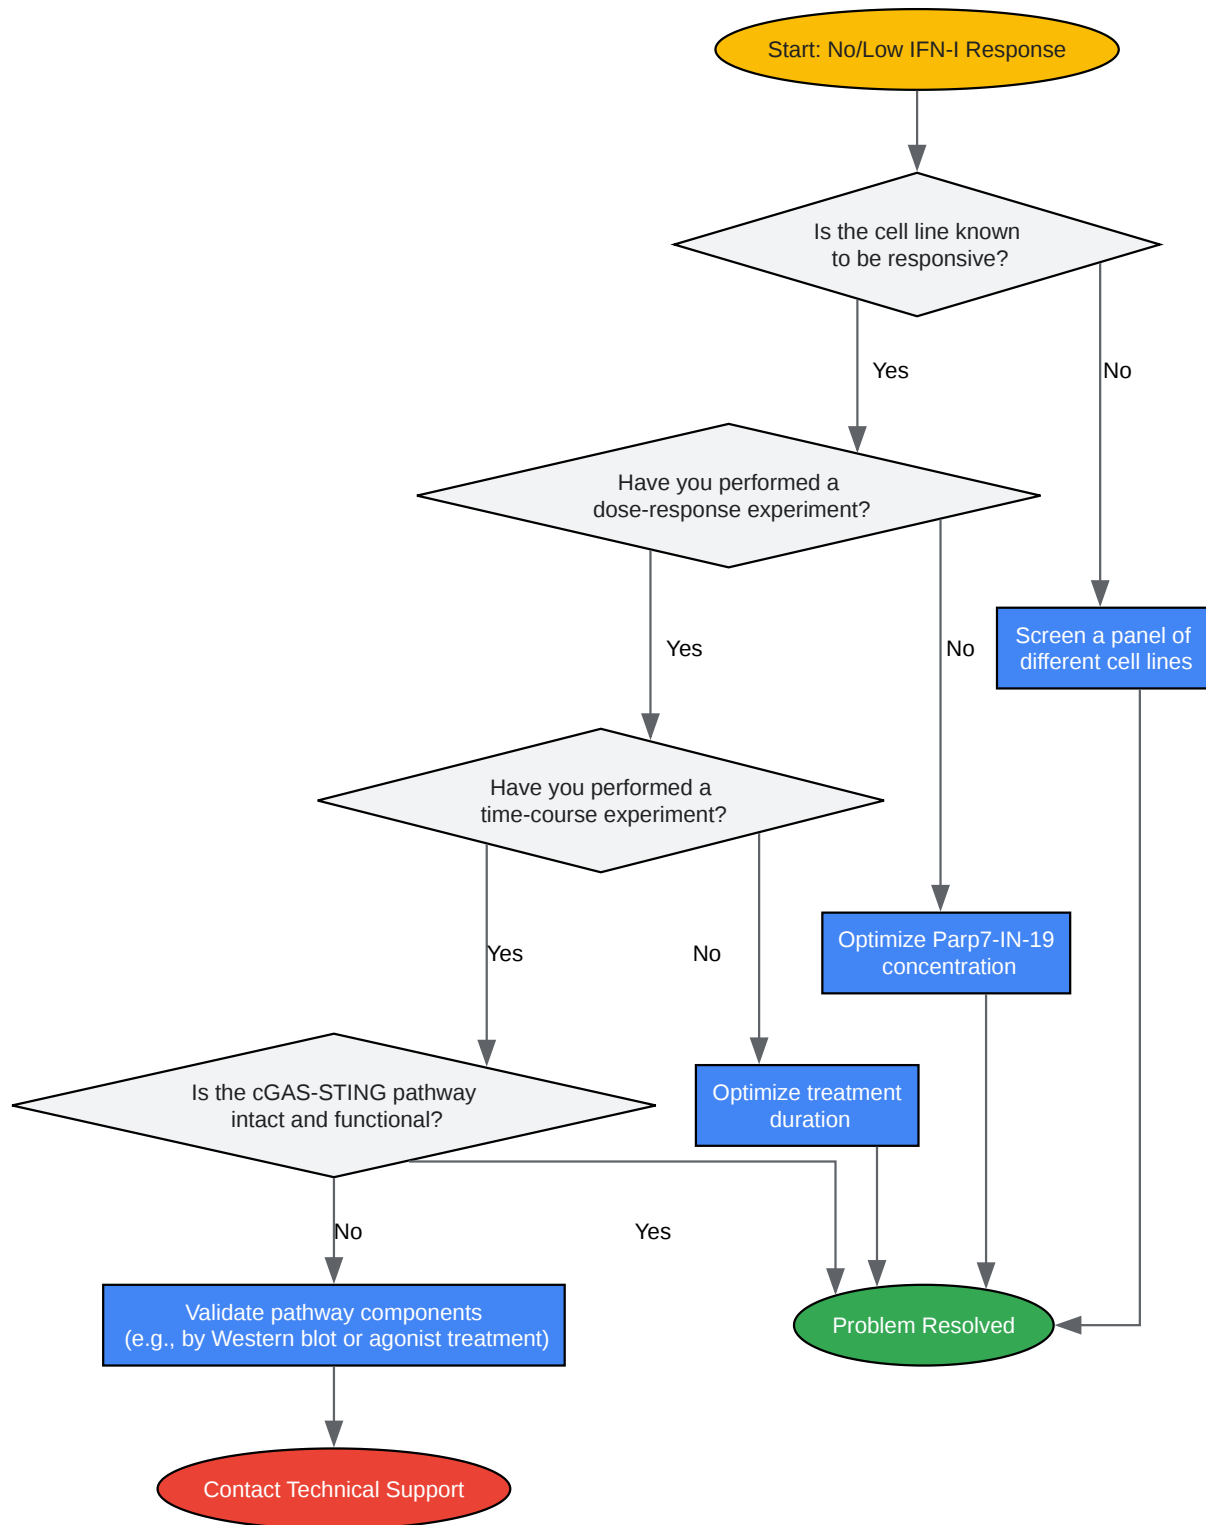 Start: No/Low IFN-I Response
Is the cell line known
to be responsive?
Yes
No
Have you performed a
dose-response experiment?
Screen a panel of
different cell lines
Yes
No
Have you performed a
time-course experiment?
Yes
No
Optimize Parp7-IN-19
concentration
Is the cGAS-STING pathway
intact and functional?
Optimize treatment
duration
No
Yes
Validate pathway components
(e.g., by Western blot or agonist treatment)
Problem Resolved
Contact Technical Support